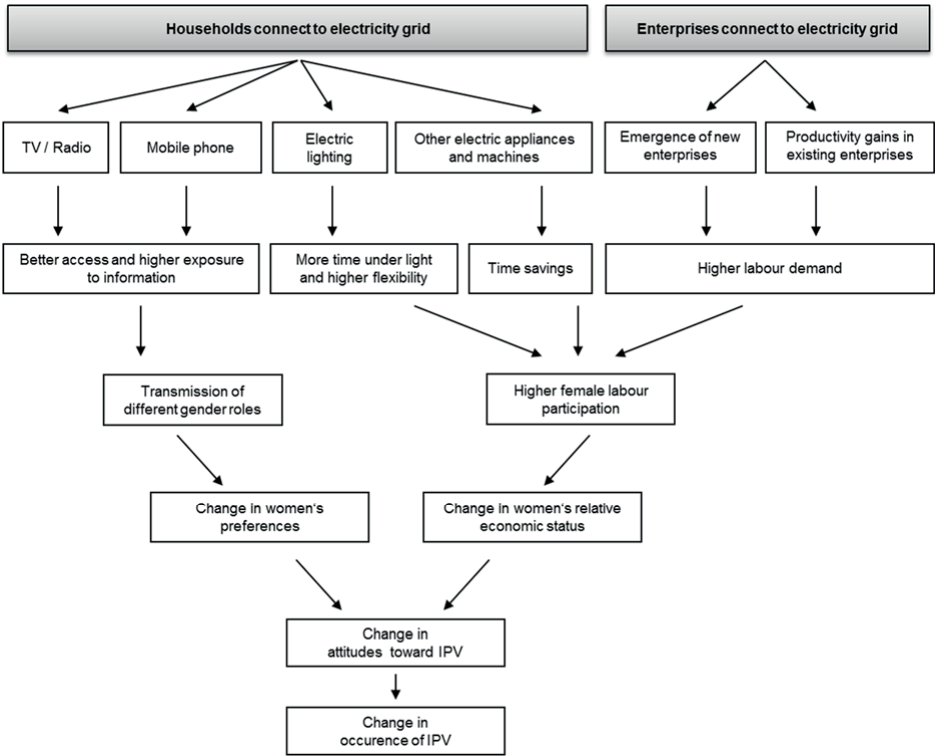 Households connect to electricity grid
Enterprises connect to electricity grid
TV / Radio
Mobile phone
Electric
lighting
Other electric appliances
and machines
Emergence of new
enterprises
Productivity gains in
existing enterprises
Better access and higher exposure
to information
More time under light
and higher flexibility
Time savings
Higher labour demand
Transmission of
different gender roles
Higher female labour
participation
Change in women's
preferences
Change in women's relative
economic status
Change in
attitudes toward IPV
Change in
occurence of IPV